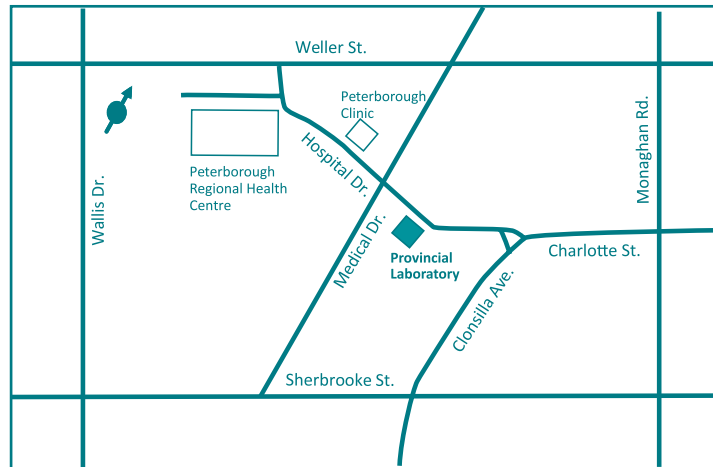 Weller St.
Peterborough
Clinic
Monaghan Rd.
Hospital Dr.
Peterborough
Regional Health
Centre
Wallis Dr.
Medical Dr.
Provincial
Laboratory
Charlotte St.
Clonsilla Ave.
Sherbrooke St.